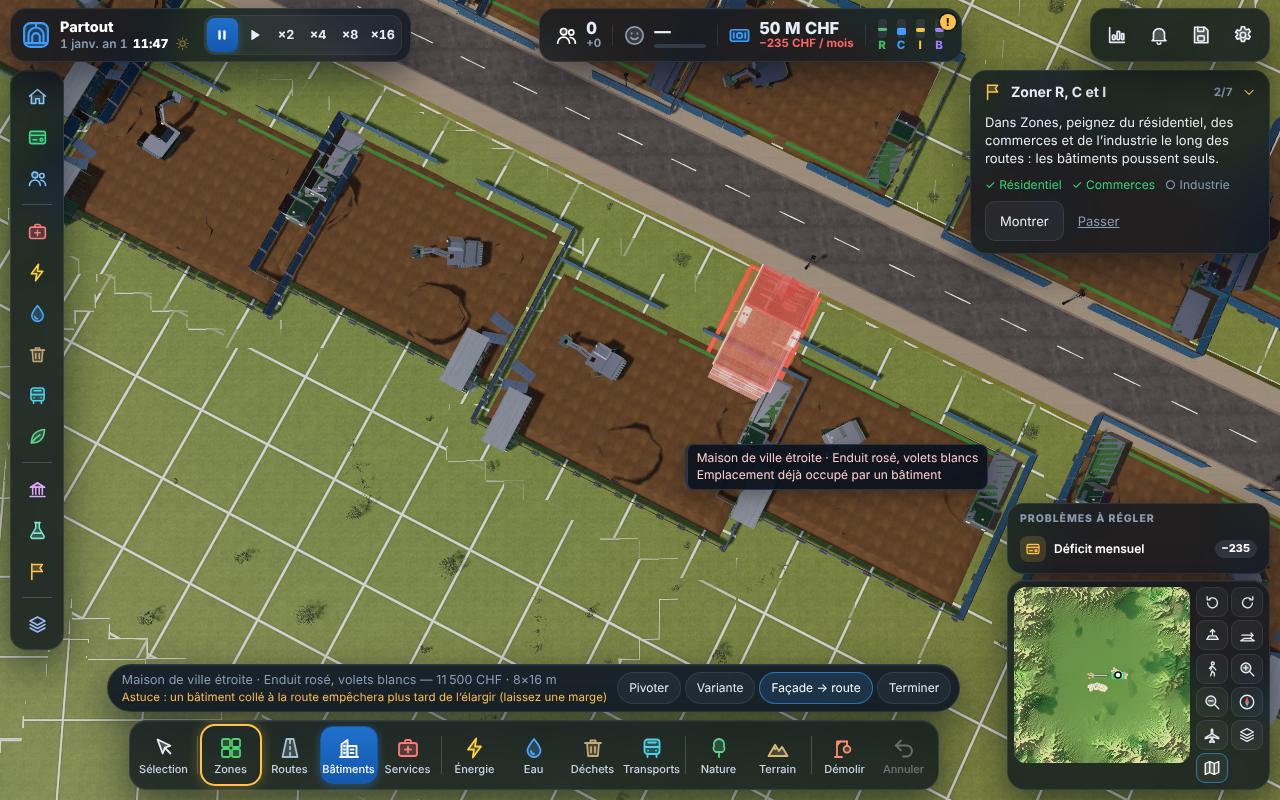 Partout
1 janv. an 1 11:47
×2 ×4 ×8 ×16
0
+0
—
50 M CHF
−235 CHF / mois
R C I B
!
Zoner R, C et I 2/7
Dans Zones, peignez du résidentiel, des
commerces et de l’industrie le long des
routes : les bâtiments poussent seuls.
Résidentiel Commerces Industrie
Montrer Passer
Maison de ville étroite · Enduit rosé, volets blancs
Emplacement déjà occupé par un bâtiment
PROBLÈMES À RÉGLER
Déficit mensuel −235
Maison de ville étroite · Enduit rosé, volets blancs — 11 500 CHF · 8×16 m
Astuce : un bâtiment collé à la route empêchera plus tard de l’élargir (laissez une marge)
Pivoter Variante Façade → route Terminer
Sélection Zones Routes Bâtiments Services Énergie Eau Déchets Transports Nature Terrain Démolir Annuler